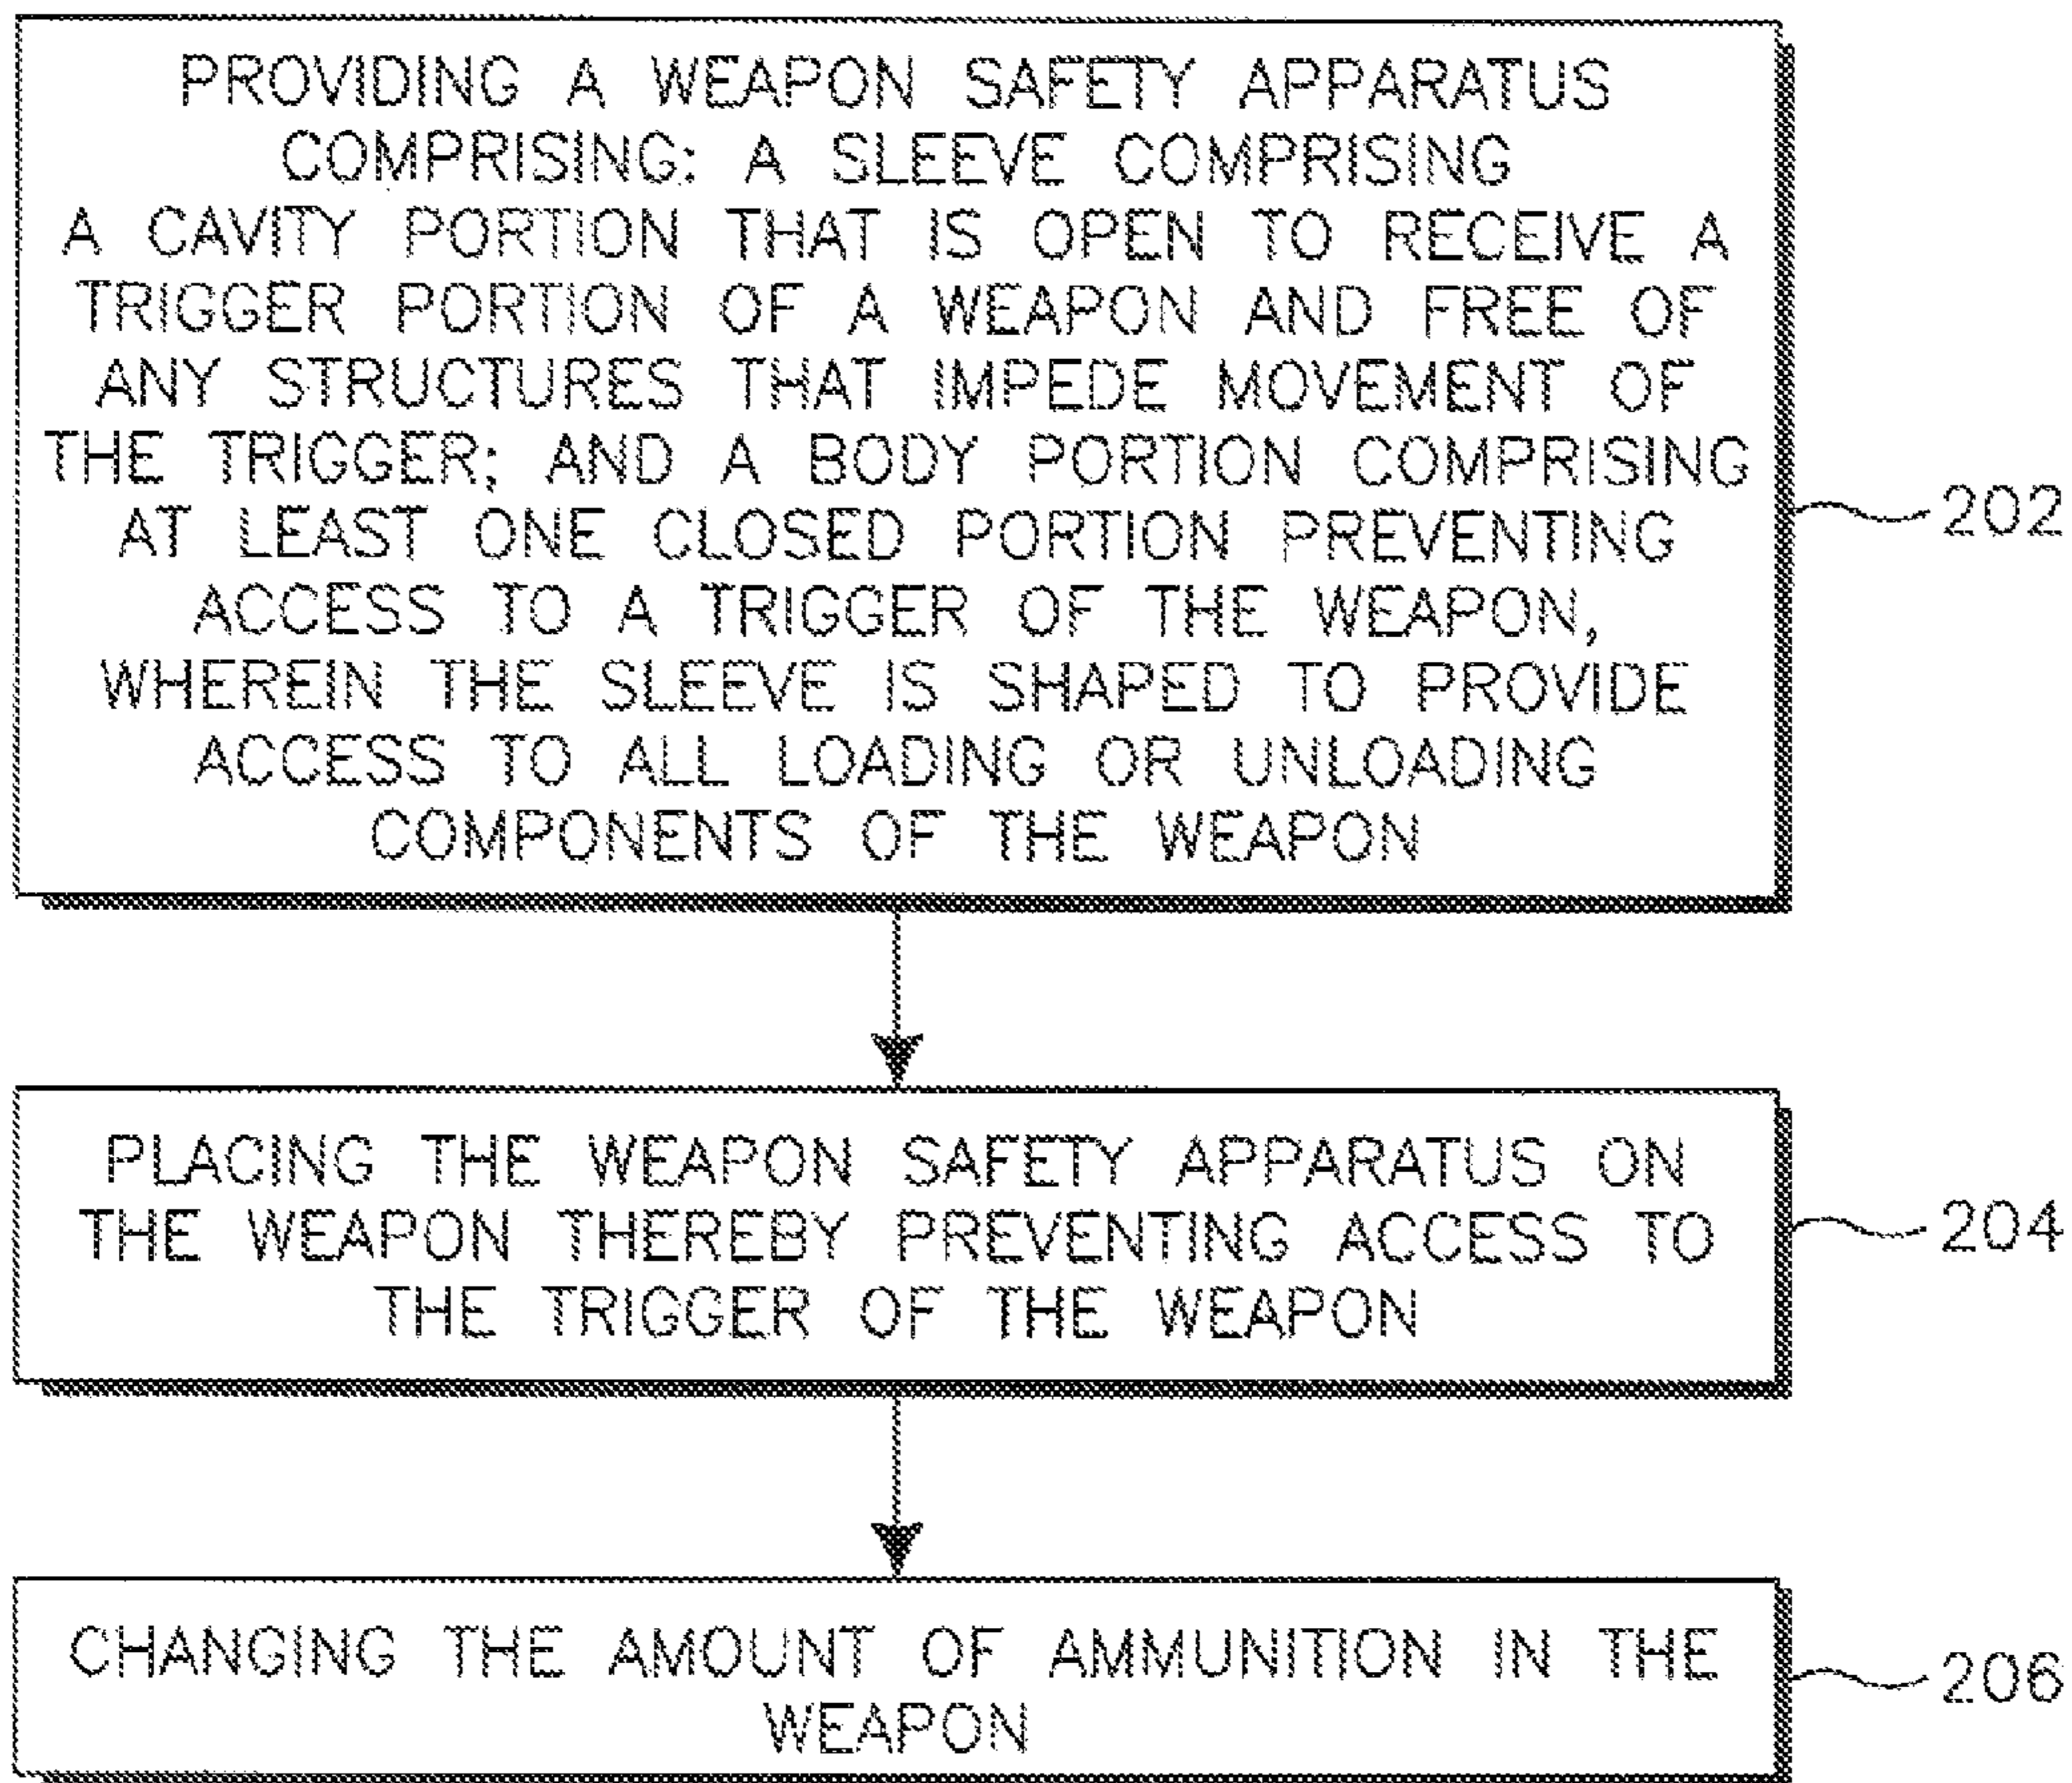 PROVIDING A WEAPON SAFETY APPARATUS
COMPRISING: A SLEEVE COMPRISING
A CAVITY PORTION THAT IS OPEN TO RECEIVE A
TRIGGER PORTION OF A WEAPON AND FREE OF
ANY STRUCTURES THAT IMPEDE MOVEMENT OF
THE TRIGGER; AND A BODY PORTION COMPRISING
AT LEAST ONE CLOSED PORTION PREVENTING
ACCESS TO A TRIGGER OF THE WEAPON,
WHEREIN THE SLEEVE IS SHAPED TO PROVIDE
ACCESS TO ALL LOADING OR UNLOADING
COMPONENTS OF THE WEAPON
202
PLACING THE WEAPON SAFETY APPARATUS ON
THE WEAPON THEREBY PREVENTING ACCESS TO
THE TRIGGER OF THE WEAPON
204
CHANGING THE AMOUNT OF AMMUNITION IN THE
WEAPON
206